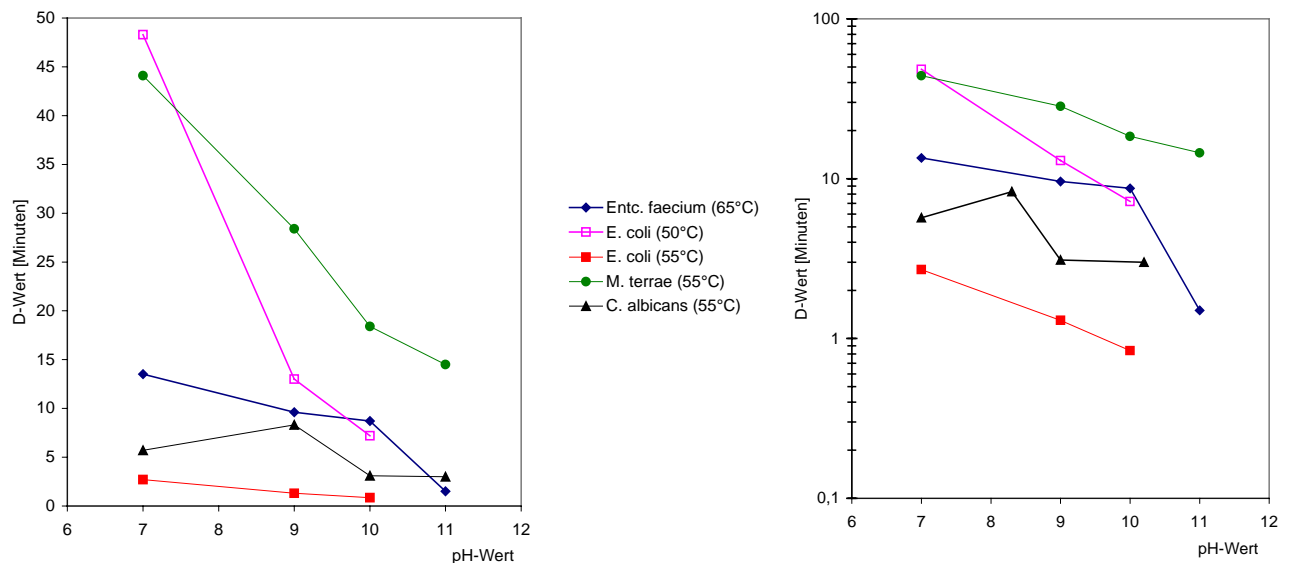 50
45
40
35
30
25
20
15
10
5
0
D-Wert [Minuten]
6 7 8 9 10 11 12
pH-Wert
Entc. faecium (65°C)
E. coli (50°C)
E. coli (55°C)
M. terrae (55°C)
C. albicans (55°C)
100
10
1
0,1
D-Wert [Minuten]
6 7 8 9 10 11 12
pH-Wert